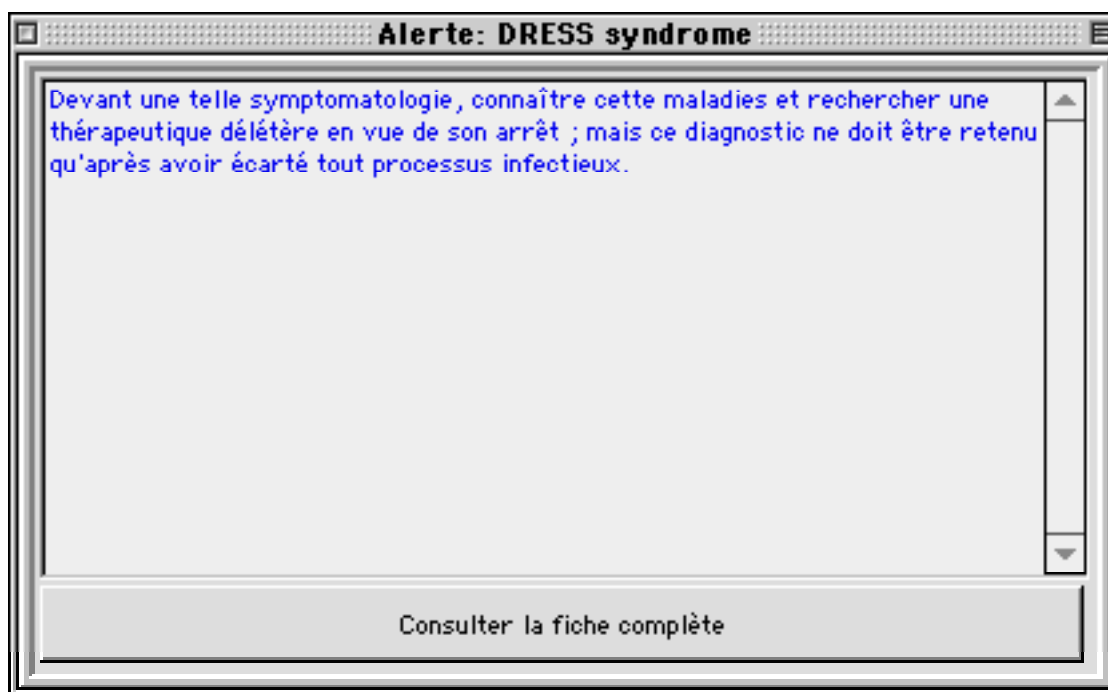 Alerte: DRESS syndrome
Devant une telle symptomatologie, connaître cette maladies et rechercher une
thérapeutique délétère en vue de son arrêt ; mais ce diagnostic ne doit être retenu
qu'après avoir écarté tout processus infectieux.
Consulter la fiche complète